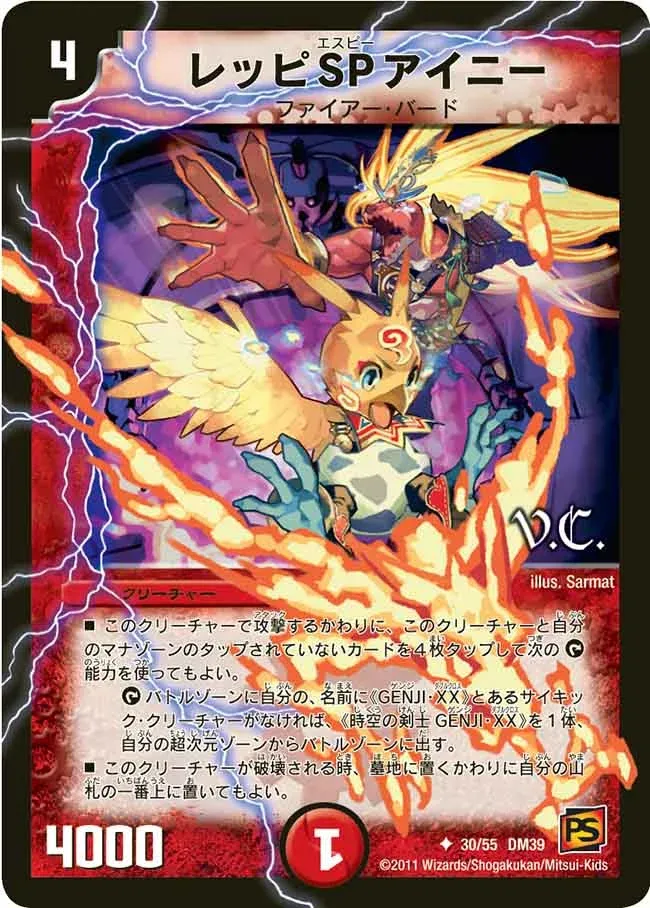 4
エスピー
レッピ SP アイニー
ファイアー・バード
V.C.
illus. Sarmat
クリーチャー
■ このクリーチャーで攻撃するかわりに、このクリーチャーと自分
のマナゾーンのタップされていないカードを4枚タップして次の
能力を使ってもよい。
バトルゾーンに自分の、名前に《GENJI・XX》とあるサイキッ
ク・クリーチャーがなければ、《時空の剣士 GENJI・XX》を1体、
自分の超次元ゾーンからバトルゾーンに出す。
■ このクリーチャーが破壊される時、墓地に置くかわりに自分の山
札の一番上に置いてもよい。
4000
1
30/55 DM39
PS
©2011 Wizards/Shogakukan/Mitsui-Kids